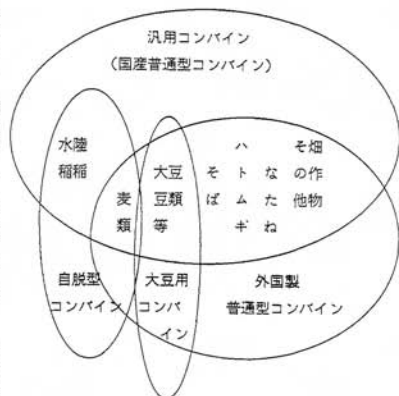 汎用コンバイン
(国産普通型コンバイン)
水陸
稲稲
麦類
大豆
豆類
等
そば
ハトムギ
なたね
その他
畑作物
自脱型
コンバイン
大豆用
コンバ
イン
外国製
普通型コンバイン